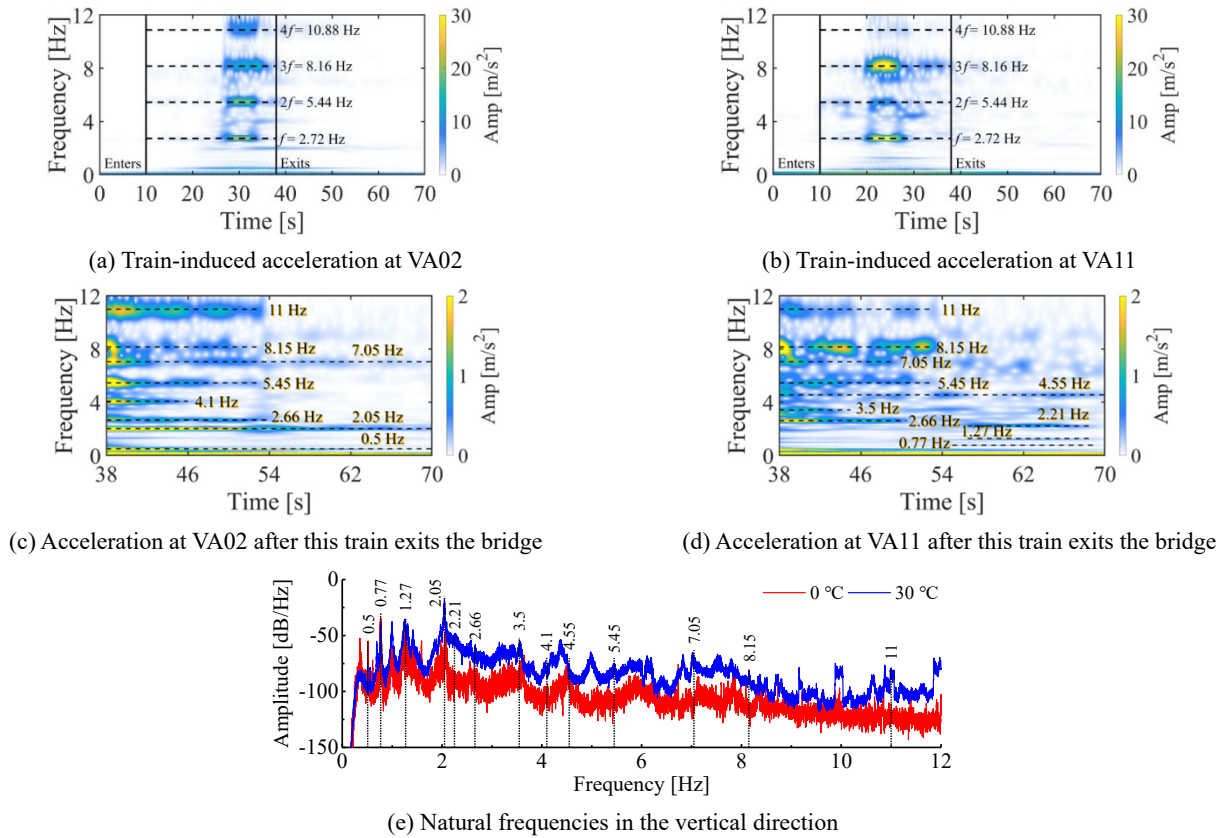 12
8
4
0
Frequency [Hz]
4f = 10.88 Hz
3f = 8.16 Hz
2f = 5.44 Hz
f = 2.72 Hz
Enters
Exits
0 10 20 30 40 50 60 70
Time [s]
30
20
10
0
Amp [m/s²]
(a) Train-induced acceleration at VA02
12
8
4
0
Frequency [Hz]
4f = 10.88 Hz
3f = 8.16 Hz
2f = 5.44 Hz
f = 2.72 Hz
Enters
Exits
0 10 20 30 40 50 60 70
Time [s]
30
20
10
0
Amp [m/s²]
(b) Train-induced acceleration at VA11
12
8
4
0
Frequency [Hz]
11 Hz
8.15 Hz 7.05 Hz
5.45 Hz
4.1 Hz
2.66 Hz 2.05 Hz
0.5 Hz
38 46 54 62 70
Time [s]
2
1
0
Amp [m/s²]
(c) Acceleration at VA02 after this train exits the bridge
12
8
4
0
Frequency [Hz]
11 Hz
8.15 Hz
7.05 Hz
5.45 Hz 4.55 Hz
3.5 Hz
2.66 Hz 2.21 Hz
1.27 Hz
0.77 Hz
38 46 54 62 70
Time [s]
2
1
0
Amp [m/s²]
(d) Acceleration at VA11 after this train exits the bridge
0
-50
-100
-150
Amplitude [dB/Hz]
0.5 0.77 1.27 2.05 2.21 2.66 3.5 4.1 4.55 5.45 7.05 8.15 11
0 ℃ 30 ℃
0 2 4 6 8 10 12
Frequency [Hz]
(e) Natural frequencies in the vertical direction